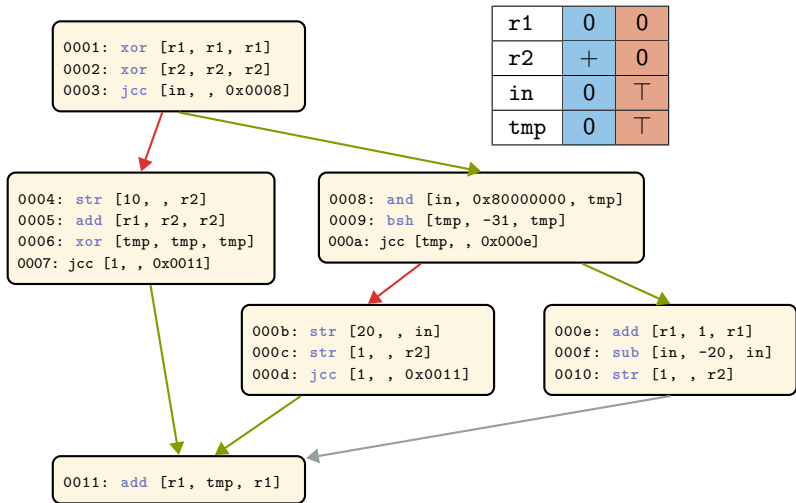 0001: xor [r1, r1, r1]
0002: xor [r2, r2, r2]
0003: jcc [in, , 0x0008]
r1 0 0
r2 + 0
in 0 ⊤
tmp 0 ⊤
0004: str [10, , r2]
0005: add [r1, r2, r2]
0006: xor [tmp, tmp, tmp]
0007: jcc [1, , 0x0011]
0008: and [in, 0x80000000, tmp]
0009: bsh [tmp, -31, tmp]
000a: jcc [tmp, , 0x000e]
000b: str [20, , in]
000c: str [1, , r2]
000d: jcc [1, , 0x0011]
000e: add [r1, 1, r1]
000f: sub [in, -20, in]
0010: str [1, , r2]
0011: add [r1, tmp, r1]